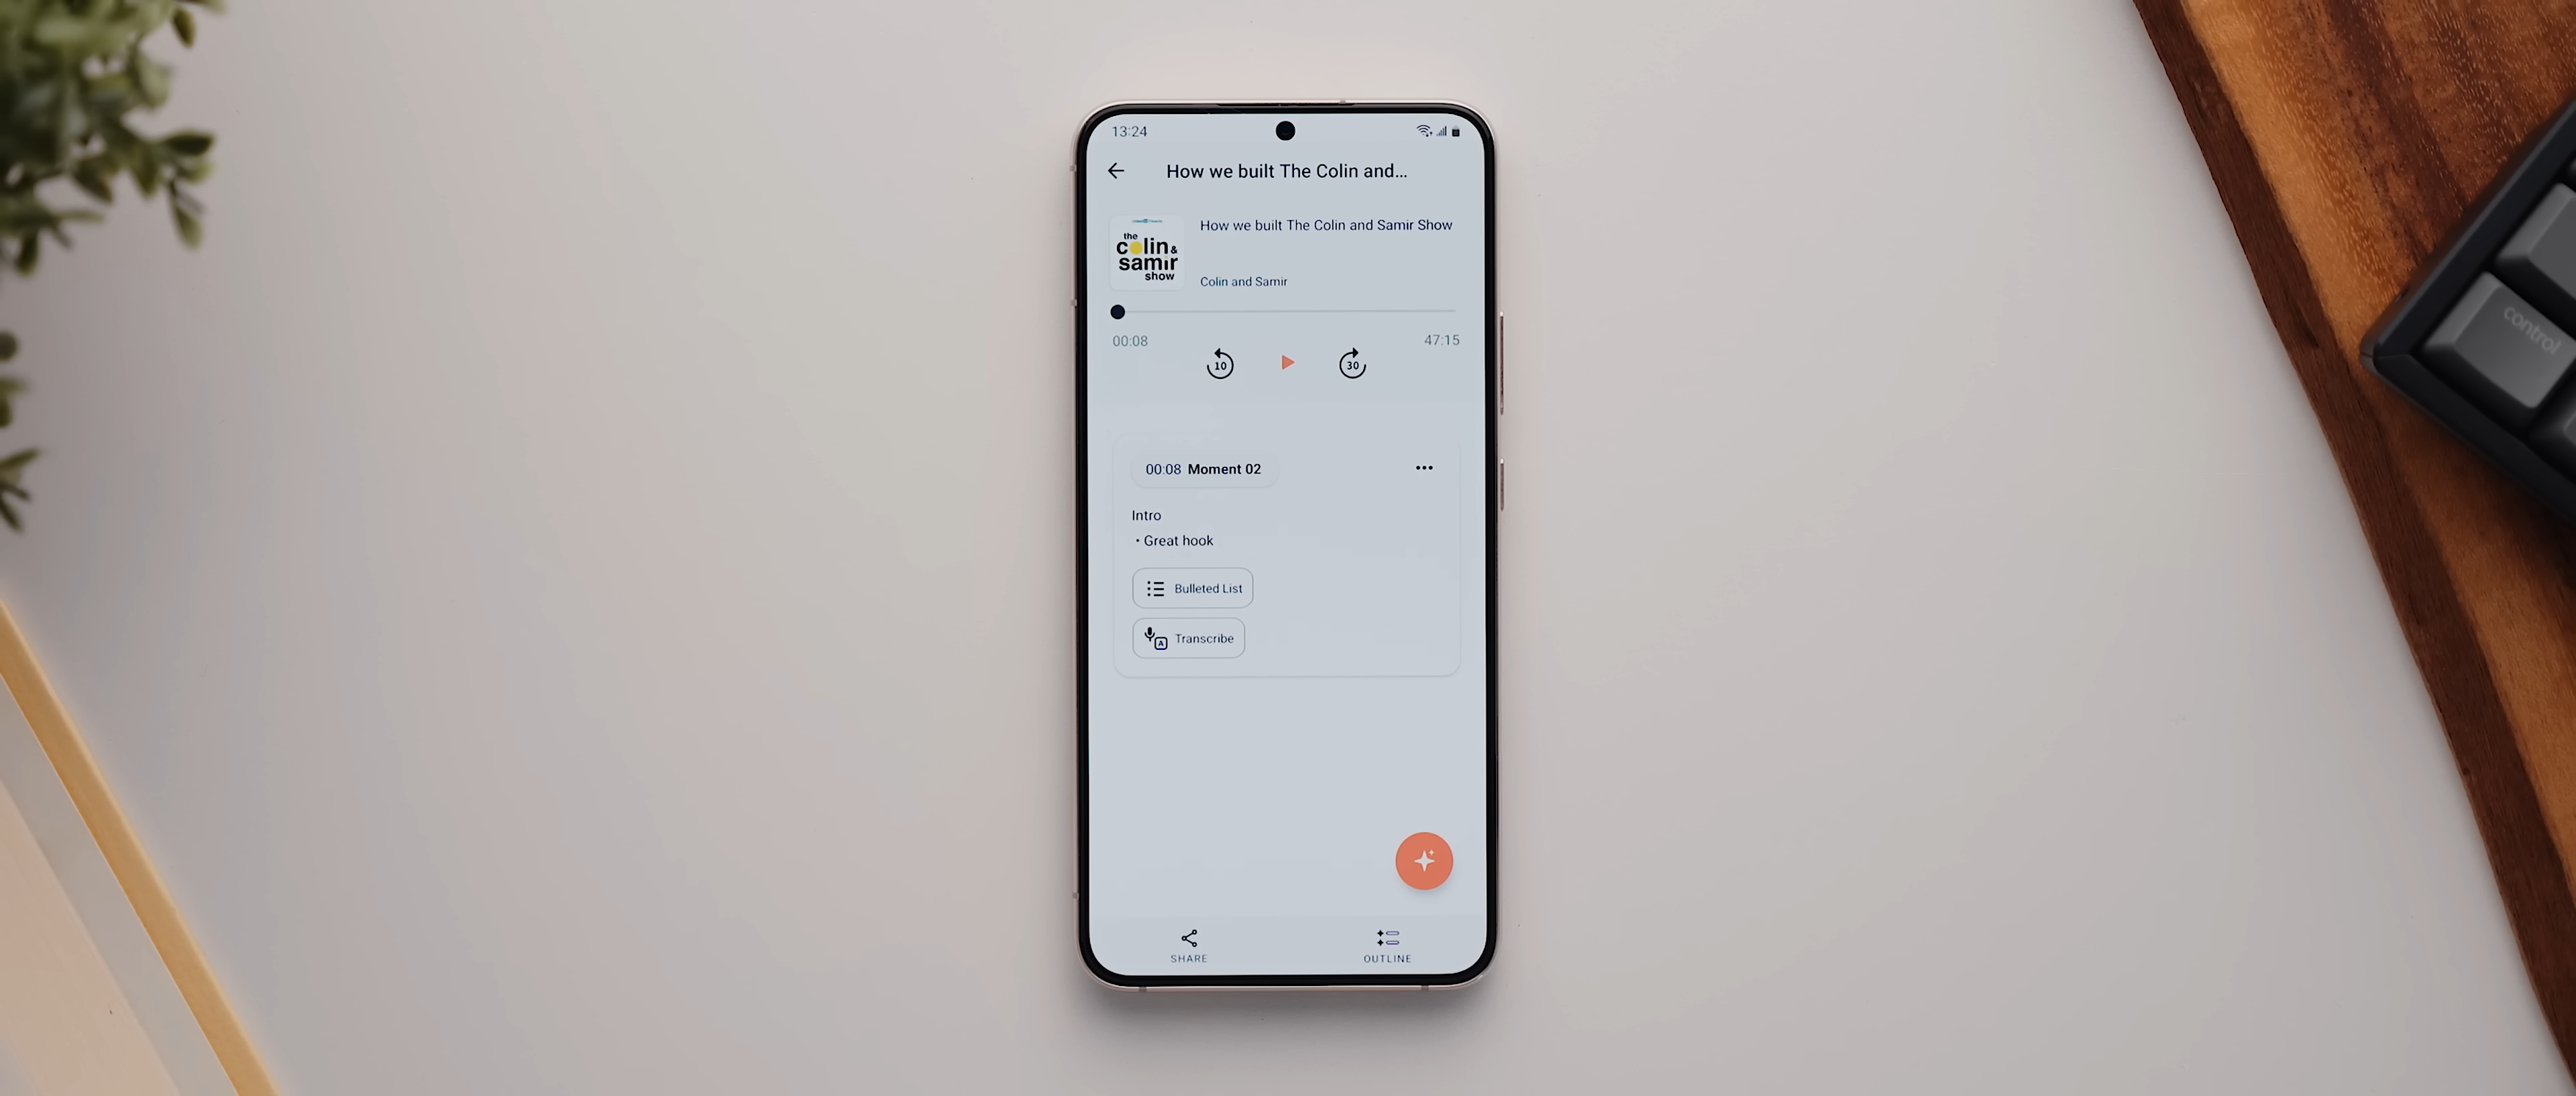 13:24
How we built The Colin and...
the
colin &
samir
show
How we built The Colin and Samir Show
Colin and Samir
00:08
47:15
10
30
00:08 Moment 02
Intro
• Great hook
Bulleted List
A
Transcribe
SHARE
OUTLINE
control